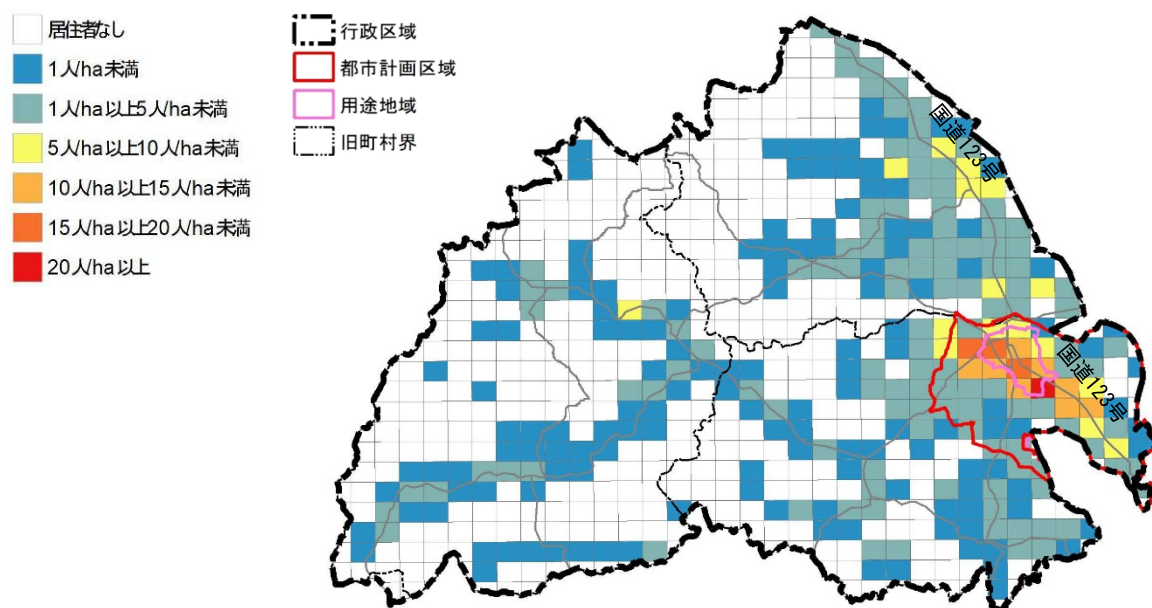 居住者なし
1人/ha未満
1人/ha以上5人/ha未満
5人/ha以上10人/ha未満
10人/ha以上15人/ha未満
15人/ha以上20人/ha未満
20人/ha以上
行政区域
都市計画区域
用途地域
旧町村界
国道123号
国道123号